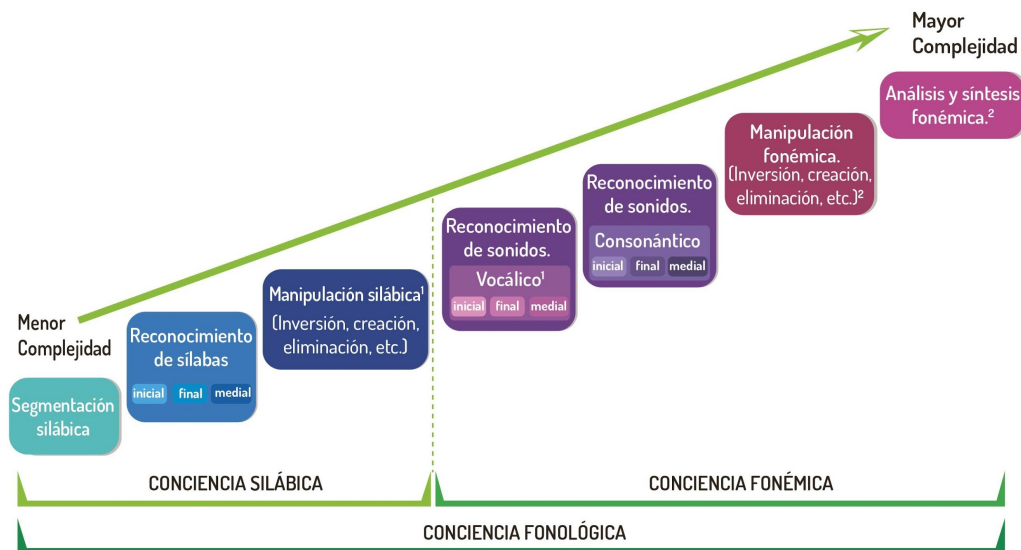 Mayor
Complejidad
Análisis y síntesis
fonémica.²
Manipulación
fonémica.
(Inversión, creación,
eliminación, etc.)²
Reconocimiento
de sonidos.
Consonántico
inicial final medial
Reconocimiento
de sonidos.
Vocálico¹
inicial final medial
Manipulación silábica¹
(Inversión, creación,
eliminación, etc.)
Menor
Complejidad
Reconocimiento
de sílabas
inicial final medial
Segmentación
silábica
CONCIENCIA SILÁBICA
CONCIENCIA FONÉMICA
CONCIENCIA FONOLÓGICA